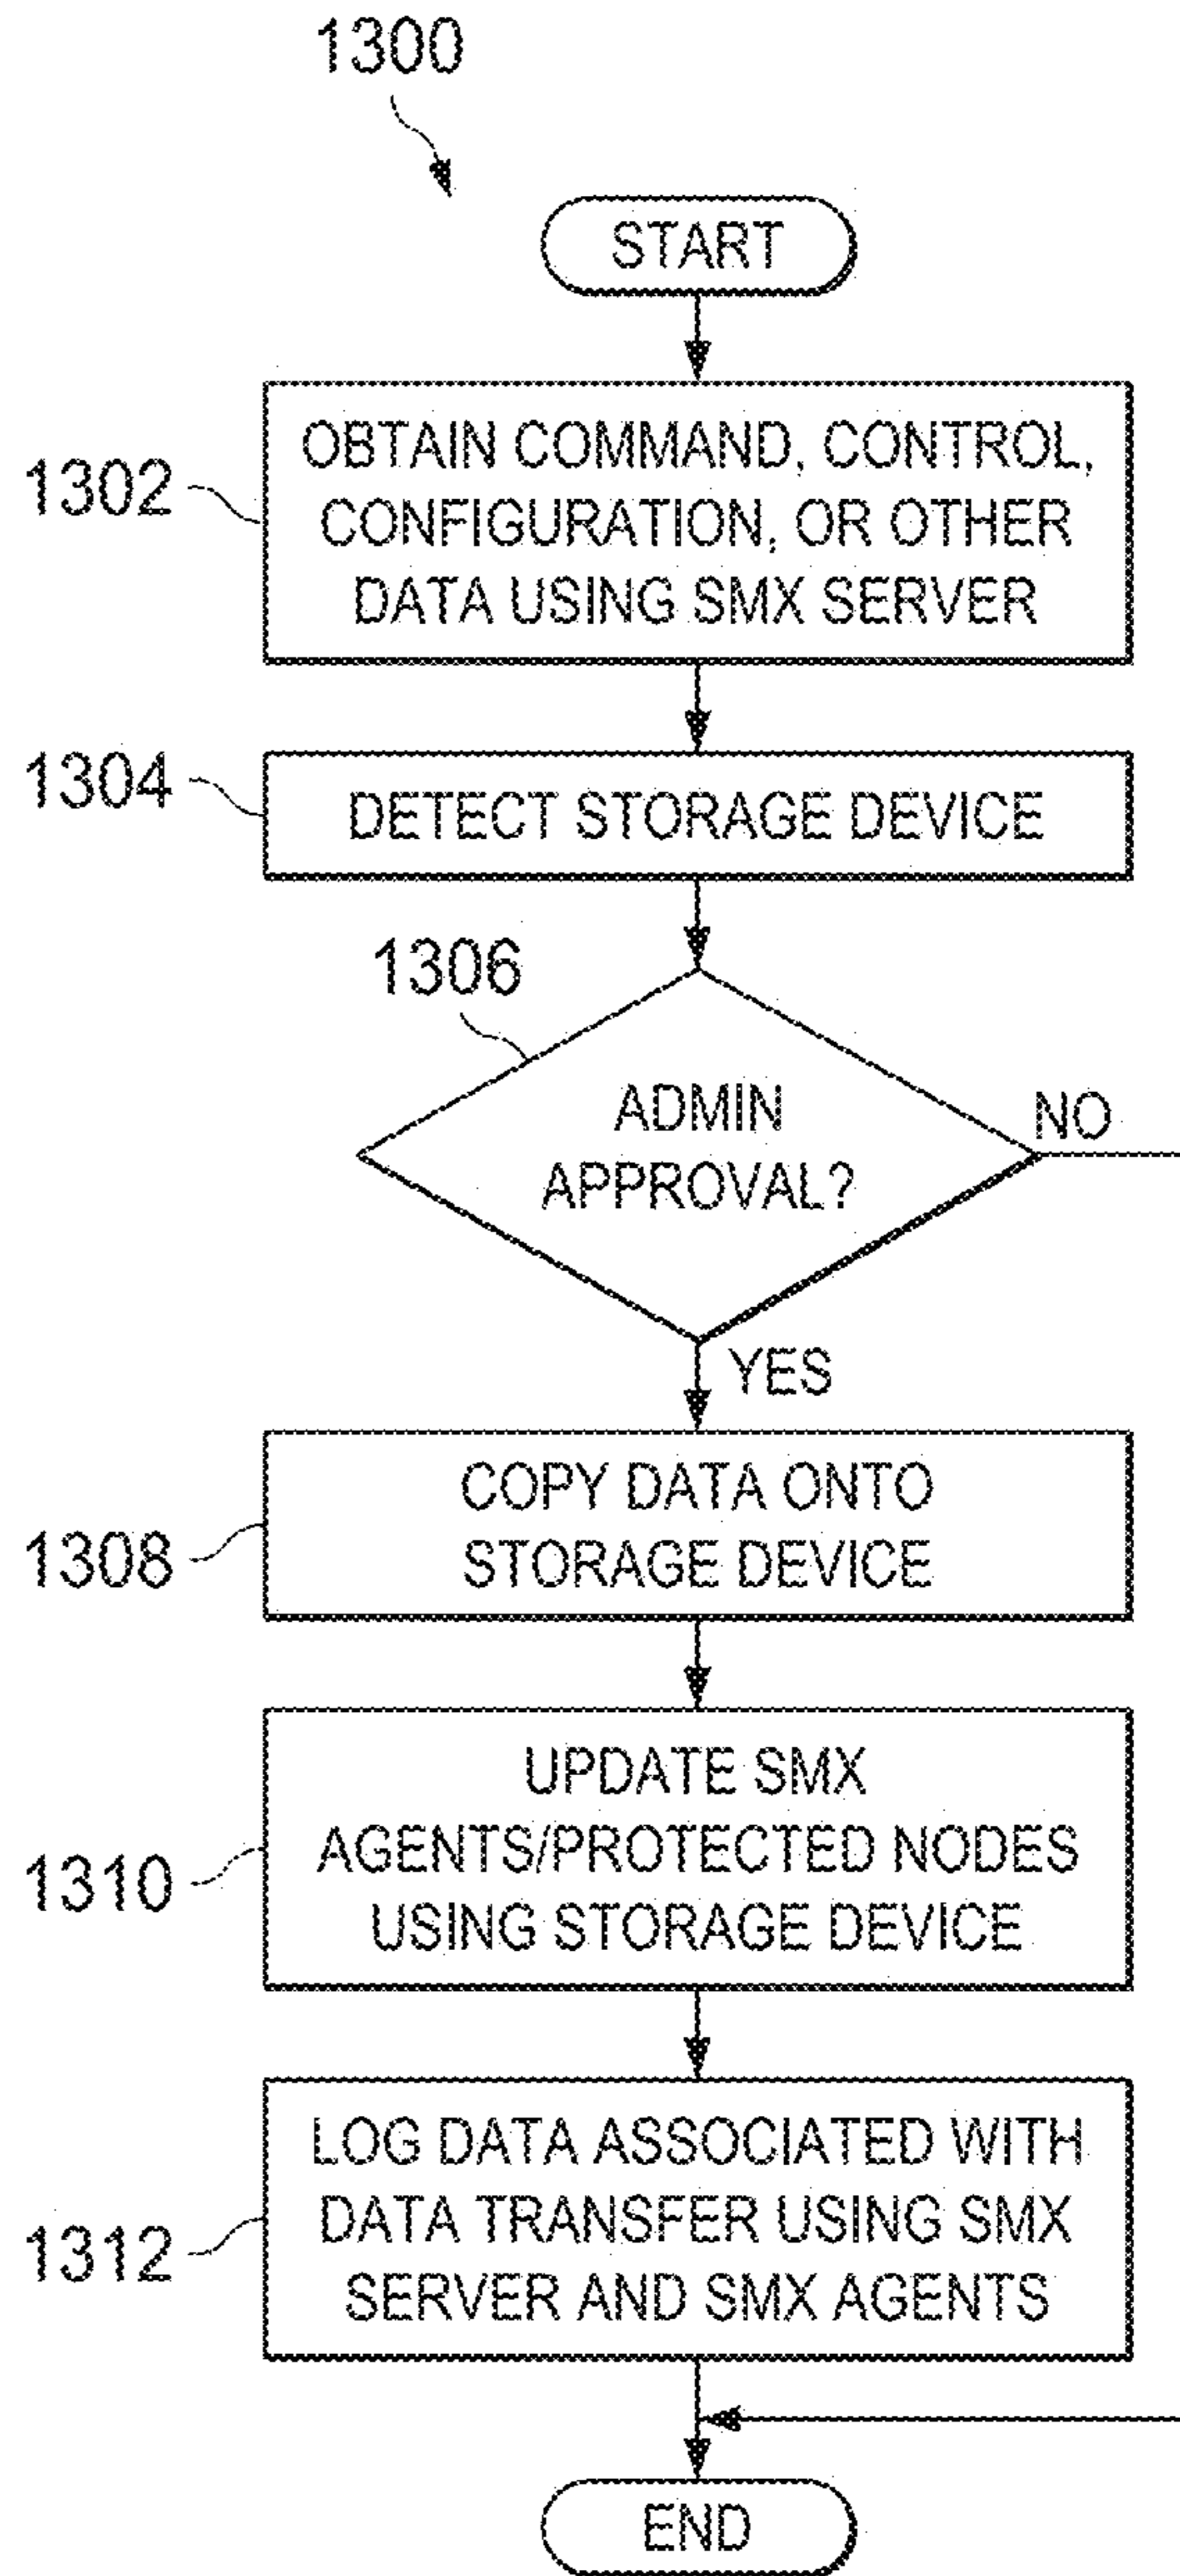 1300
START
1302
OBTAIN COMMAND, CONTROL,
CONFIGURATION, OR OTHER
DATA USING SMX SERVER
1304
DETECT STORAGE DEVICE
1306
ADMIN
APPROVAL?
NO
YES
1308
COPY DATA ONTO
STORAGE DEVICE
1310
UPDATE SMX
AGENTS/PROTECTED NODES
USING STORAGE DEVICE
1312
LOG DATA ASSOCIATED WITH
DATA TRANSFER USING SMX
SERVER AND SMX AGENTS
END